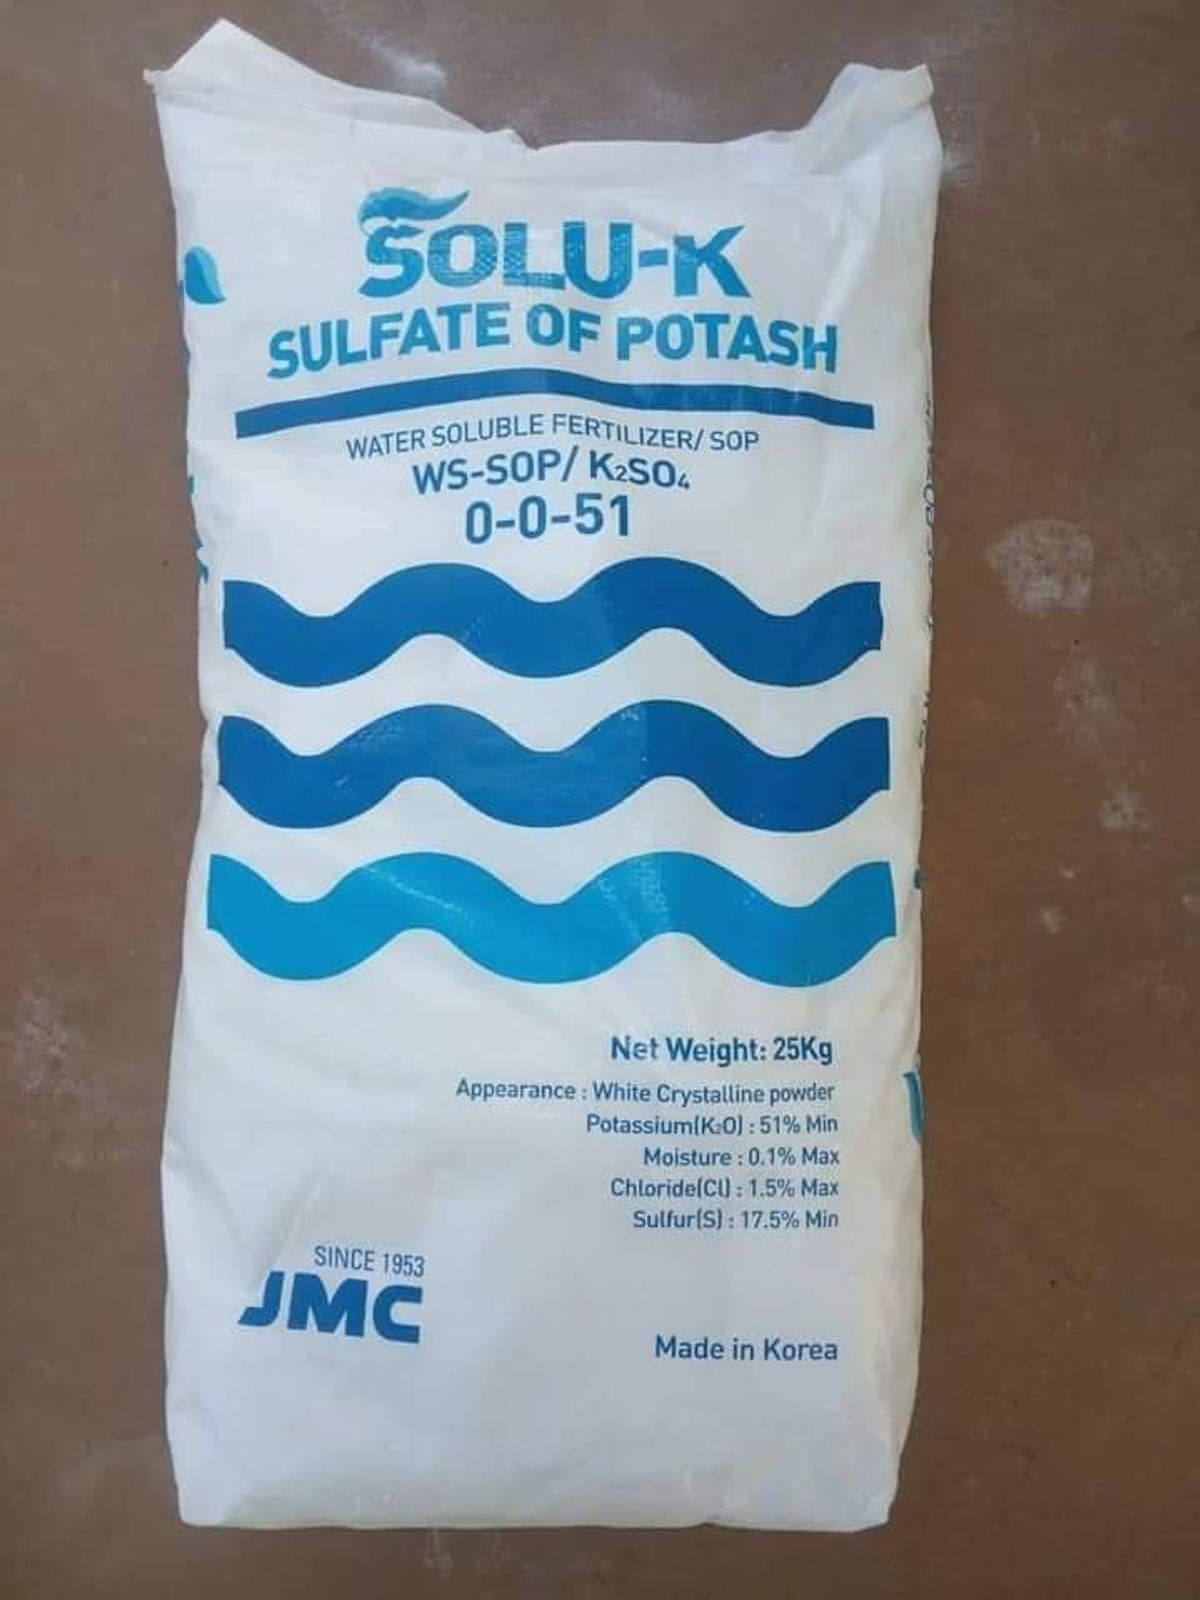 SOLU-K
SULFATE OF POTASH
WATER SOLUBLE FERTILIZER/ SOP
WS-SOP/ K₂SO₄
0-0-51
Net Weight: 25Kg
Appearance : White Crystalline powder
Potassium(K₂O) : 51% Min
Moisture : 0.1% Max
Chloride(Cl) : 1.5% Max
Sulfur(S) : 17.5% Min
SINCE 1953
JMC
Made in Korea